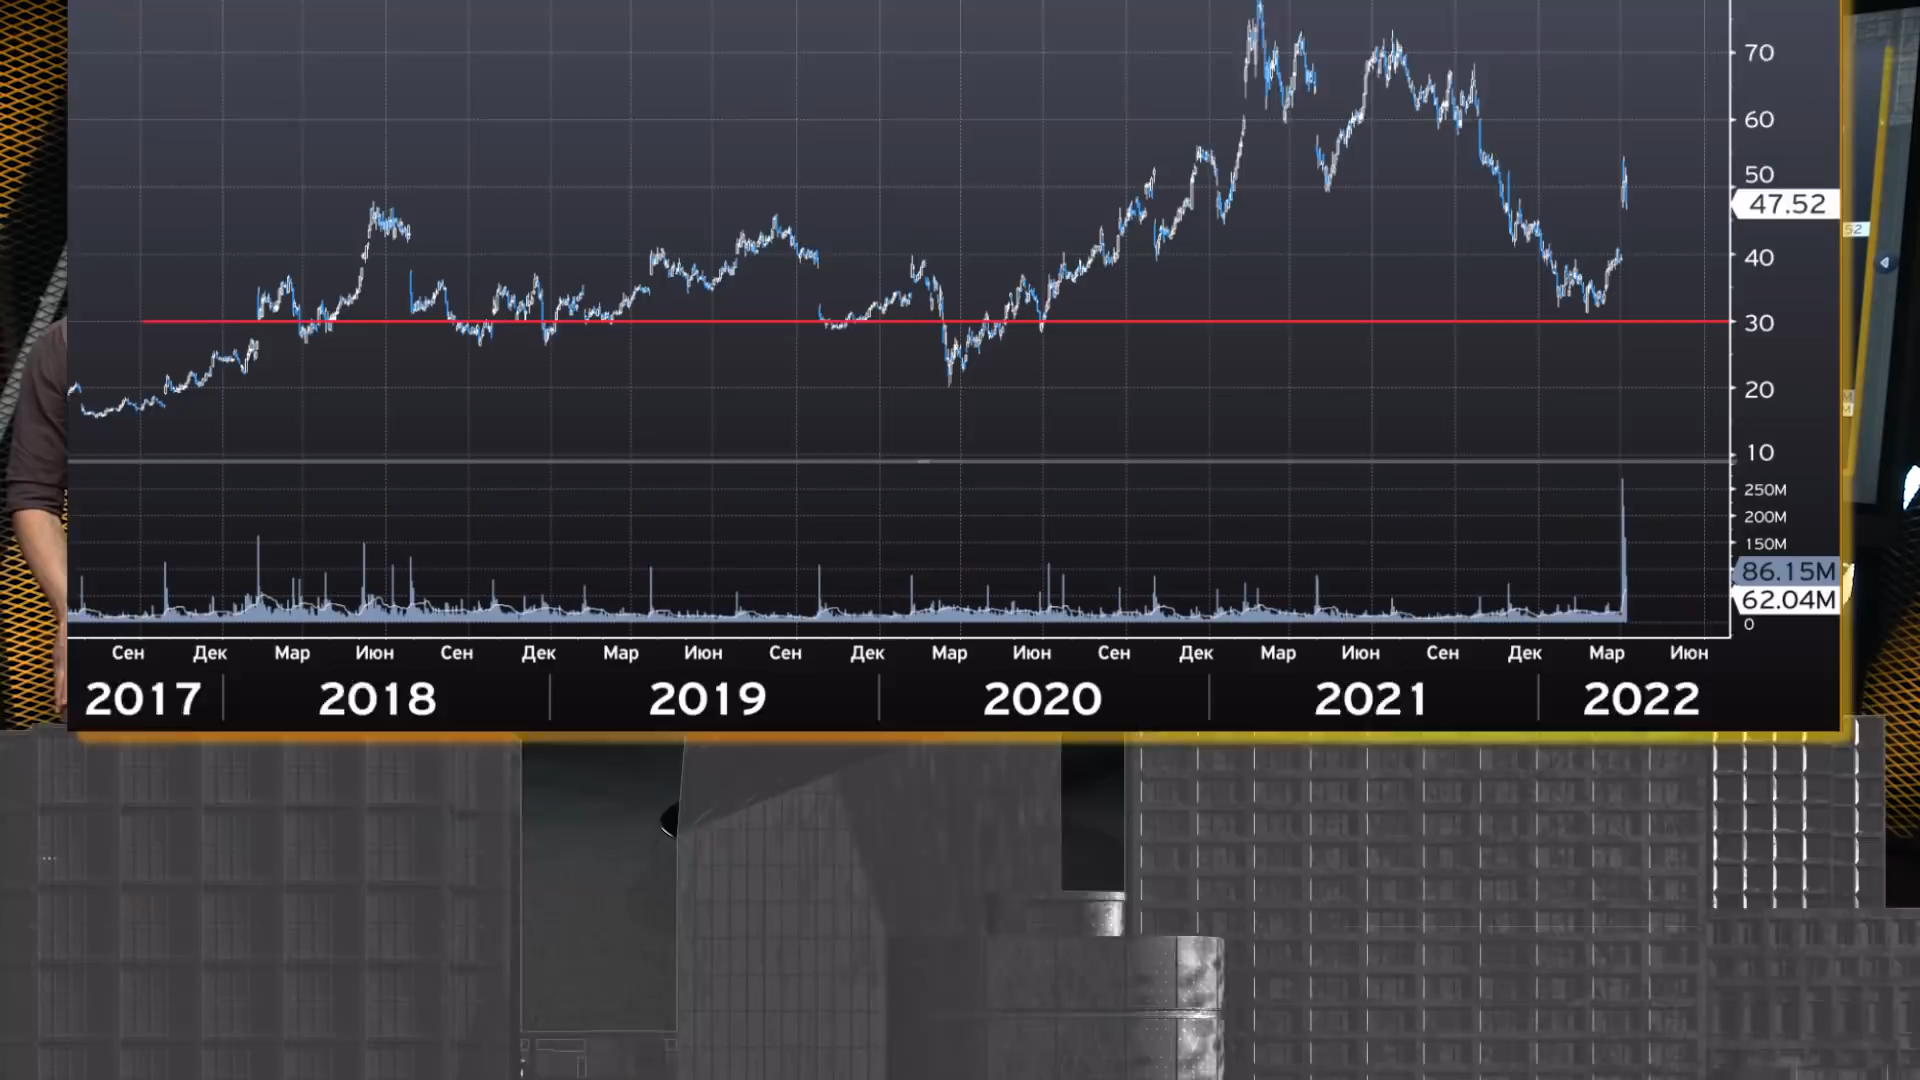 70
60
50
47.52
40
30
20
10
250M
200M
150M
86.15M
62.04M
0
Сен Дек Мар Июн Сен Дек Мар Июн Сен Дек Мар Июн Сен Дек Мар Июн Сен Дек Мар Июн
2017 2018 2019 2020 2021 2022